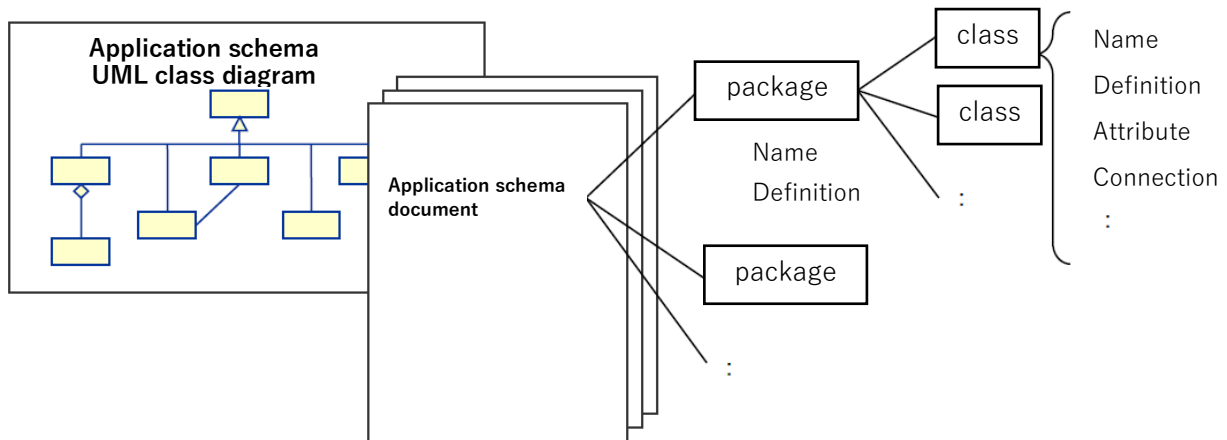 Application schema
UML class diagram
Application schema
document
package
Name
Definition
package
:
class
class
:
Name
Definition
Attribute
Connection
: